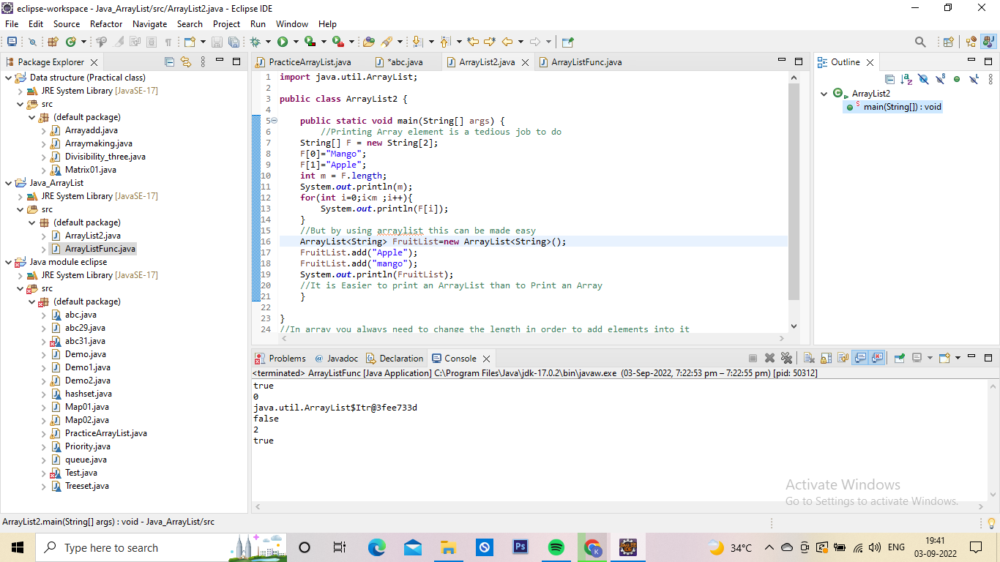 eclipse-workspace - Java_ArrayList/src/ArrayList2.java - Eclipse IDE
File Edit Source Refactor Navigate Search Project Run Window Help
Package Explorer
Data structure (Practical class)
JRE System Library [JavaSE-17]
src
(default package)
Arrayadd.java
Arraymaking.java
Divisibility_three.java
Matrix01.java
Java_ArrayList
JRE System Library [JavaSE-17]
src
(default package)
ArrayList2.java
ArrayListFunc.java
Java module eclipse
JRE System Library [JavaSE-17]
src
(default package)
abc.java
abc29.java
abc31.java
Demo.java
Demo1.java
Demo2.java
hashset.java
Map01.java
Map02.java
PracticeArrayList.java
Priority.java
queue.java
Test.java
Treeset.java
PracticeArrayList.java *abc.java ArrayList2.java ArrayListFunc.java
1 import java.util.ArrayList;
2
3 public class ArrayList2 {
4
5 public static void main(String[] args) {
6 //Printing Array element is a tedious job to do
7 String[] F = new String[2];
8 F[0]="Mango";
9 F[1]="Apple";
10 int m = F.length;
11 System.out.println(m);
12 for(int i=0;i<m ;i++){
13 System.out.println(F[i]);
14 }
15 //But by using arraylist this can be made easy
16 ArrayList<String> FruitList=new ArrayList<String>();
17 FruitList.add("Apple");
18 FruitList.add("mango");
19 System.out.println(FruitList);
20 //It is Easier to print an ArrayList than to Print an Array
21 }
22
23 }
24 //In array you always need to change the length in order to add elements into it
Outline
ArrayList2
main(String[]) : void
Problems @ Javadoc Declaration Console
<terminated> ArrayListFunc [Java Application] C:\Program Files\Java\jdk-17.0.2\bin\javaw.exe (03-Sep-2022, 7:22:53 pm – 7:22:55 pm) [pid: 50312]
true
0
java.util.ArrayList$Itr@3fee733d
false
2
true
Activate Windows
Go to Settings to activate Windows.
ArrayList2.main(String[] args) : void - Java_ArrayList/src
Type here to search
34°C
ENG
19:41
03-09-2022